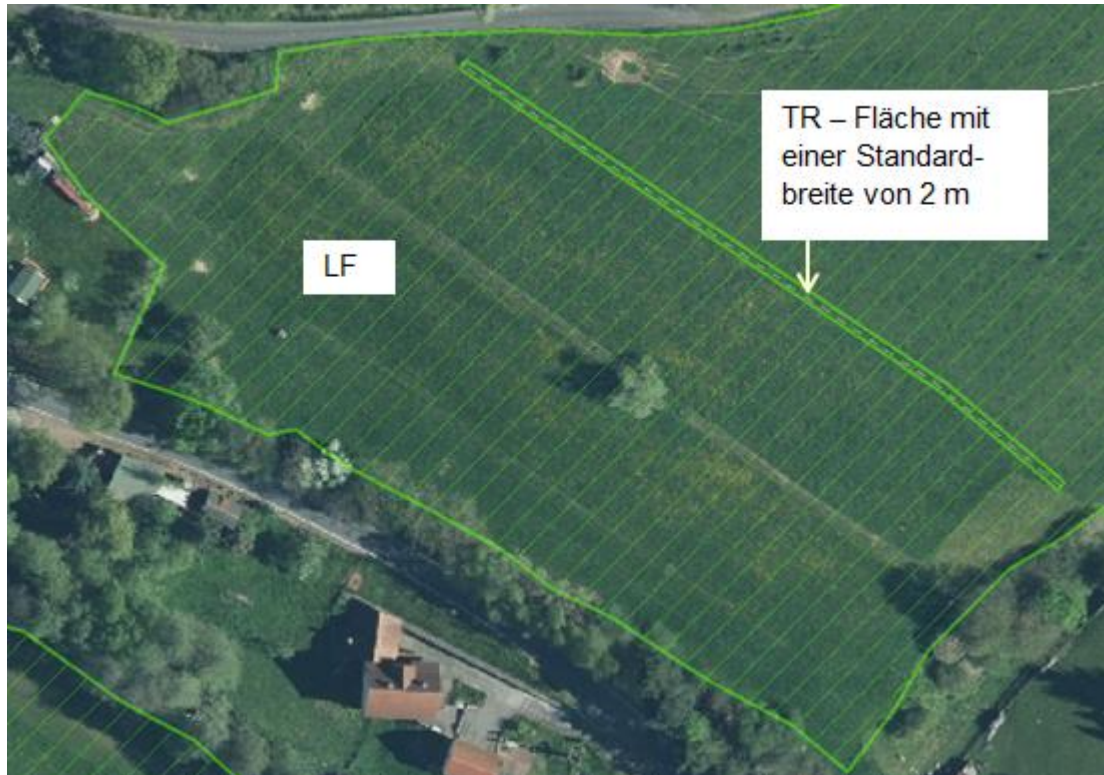 TR – Fläche mit
einer Standard-
breite von 2 m
LF